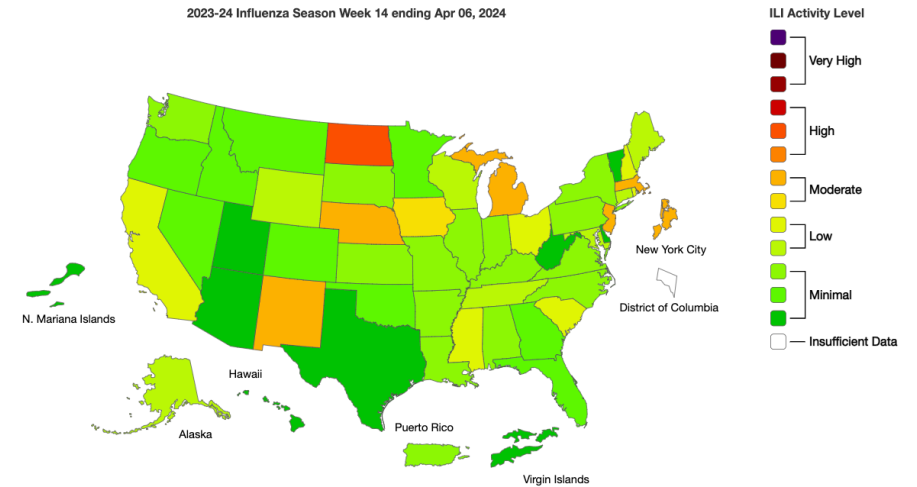 2023-24 Influenza Season Week 14 ending Apr 06, 2024
ILI Activity Level
Very High
High
Moderate
Low
Minimal
Insufficient Data
New York City
District of Columbia
N. Mariana Islands
Hawaii
Alaska
Puerto Rico
Virgin Islands